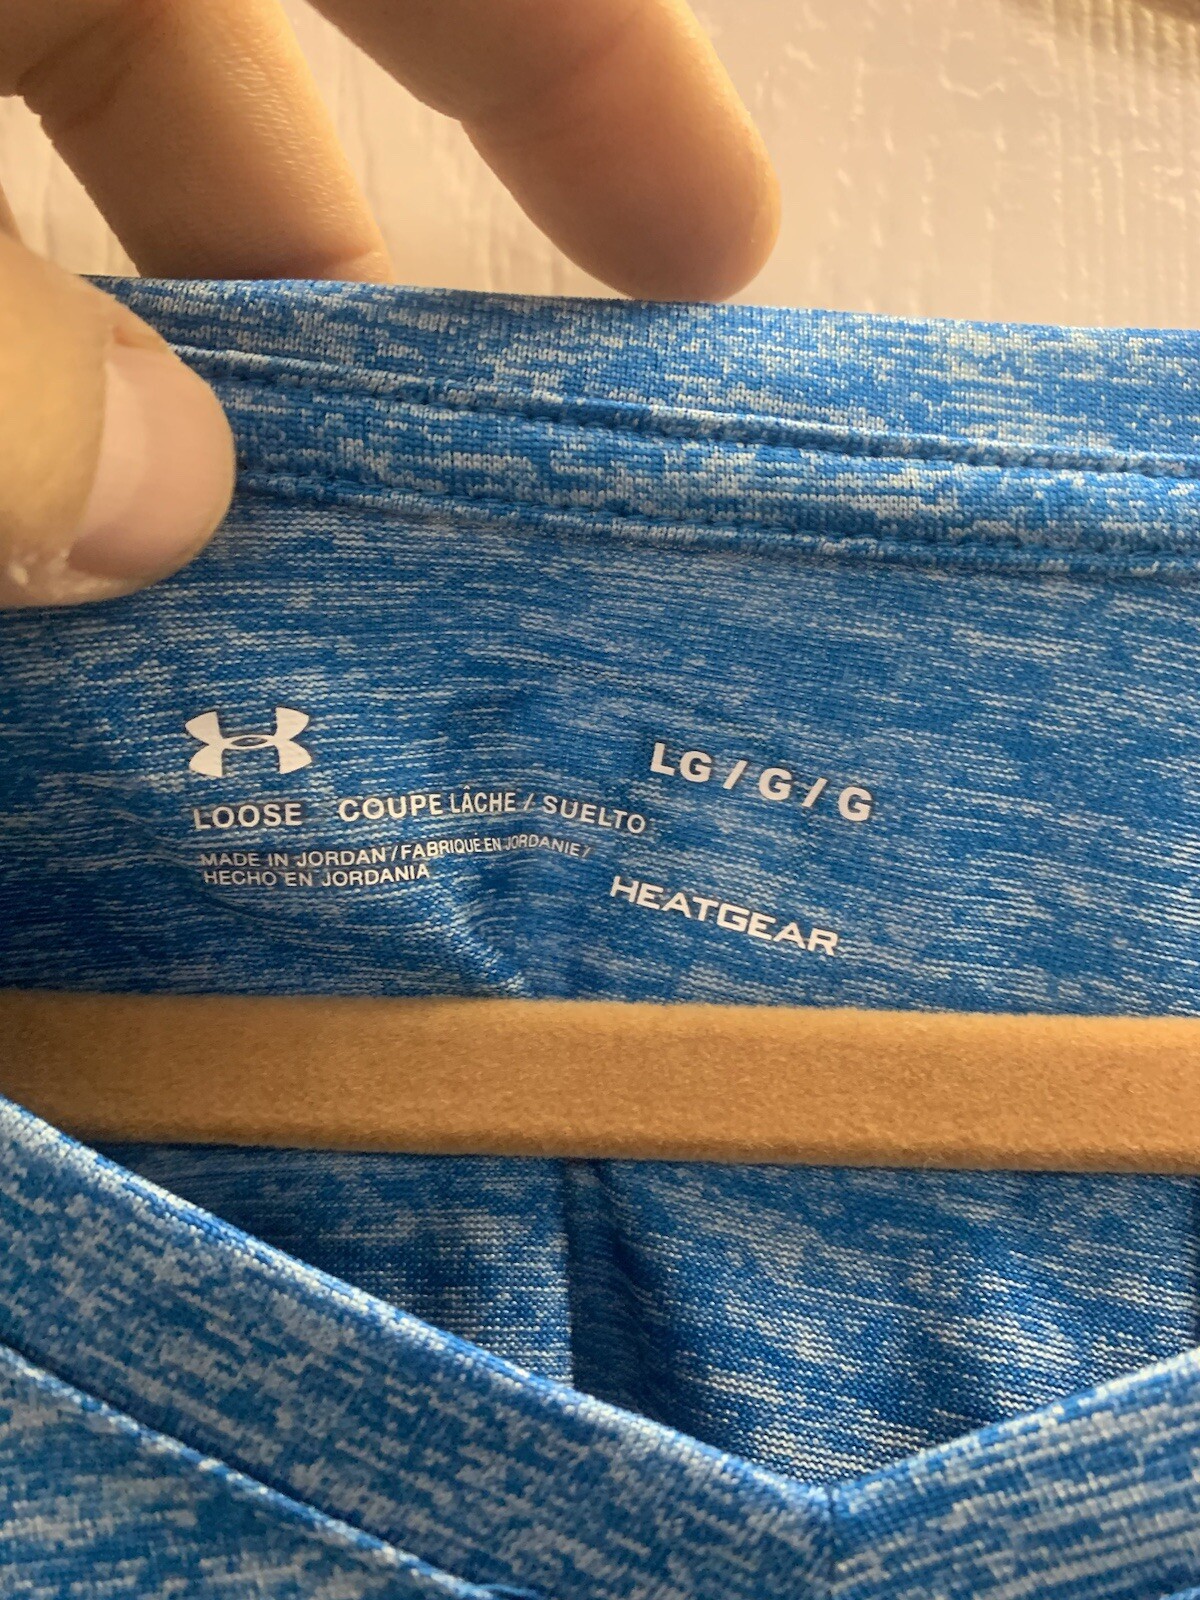 LOOSE COUPE LÂCHE / SUELTO
MADE IN JORDAN / FABRIQUÉ EN JORDANIE /
HECHO EN JORDANIA
LG / G / G
HEATGEAR